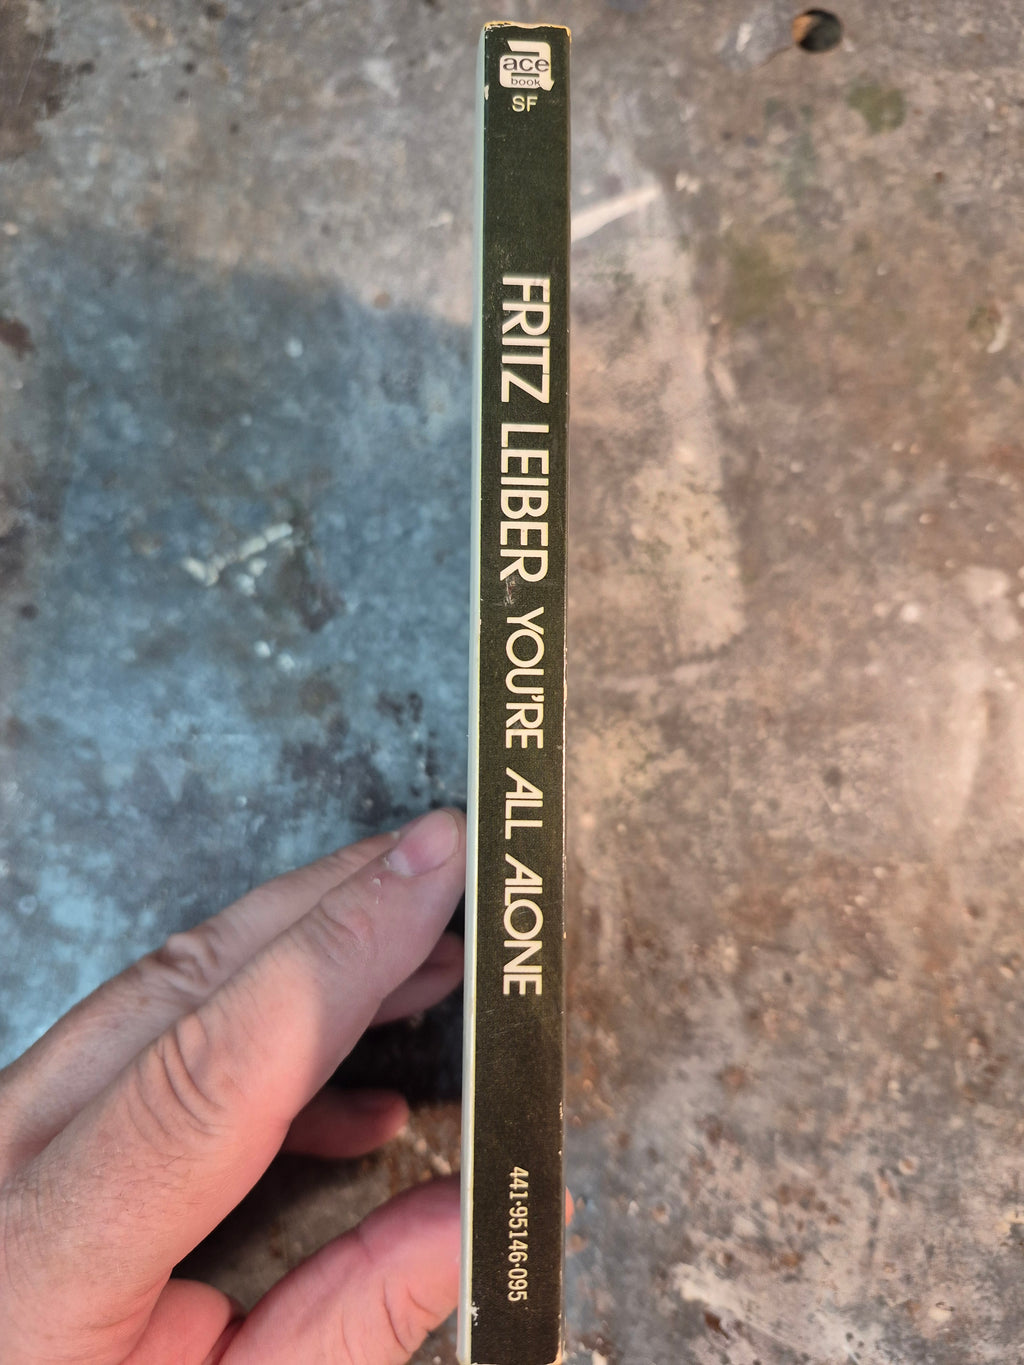 ace
book
SF
FRITZ LEIBER YOU'RE ALL ALONE
441-95146-095